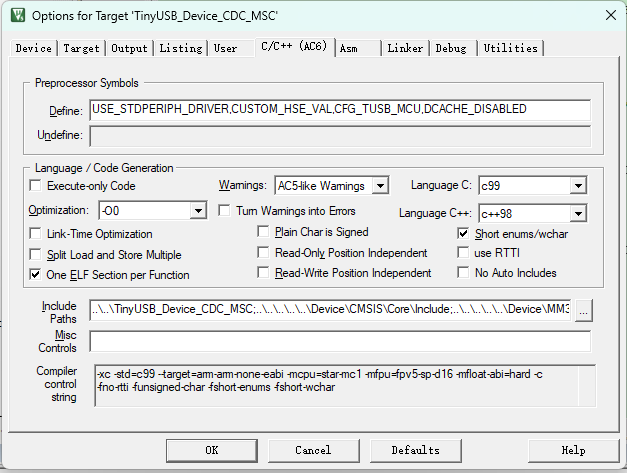 Options for Target 'TinyUSB_Device_CDC_MSC'
Device Target Output Listing User C/C++ (AC6) Asm Linker Debug Utilities
Preprocessor Symbols
Define: USE_STDPERIPH_DRIVER,CUSTOM_HSE_VAL,CFG_TUSB_MCU,DCACHE_DISABLED
Undefine:
Language / Code Generation
Execute-only Code Warnings: AC5-like Warnings Language C: c99
Optimization: -O0 Turn Warnings into Errors Language C++: c++98
Link-Time Optimization Plain Char is Signed Short enums/wchar
Split Load and Store Multiple Read-Only Position Independent use RTTI
One ELF Section per Function Read-Write Position Independent No Auto Includes
Include Paths ..\..\TinyUSB_Device_CDC_MSC;..\..\..\..\..\Device\CMSIS\Core\Include;..\..\..\..\..\Device\MM3 ...
Misc Controls
Compiler control string -xc -std=c99 --target=arm-arm-none-eabi -mcpu=star-mc1 -mfpu=fpv5-sp-d16 -mfloat-abi=hard -c
-fno-rtti -funsigned-char -fshort-enums -fshort-wchar
OK Cancel Defaults Help